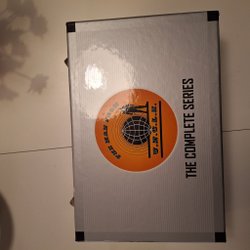 THE MAN FROM
U.N.C.L.E.
THE COMPLETE SERIES